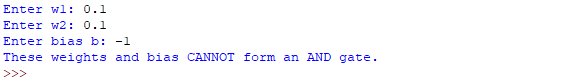 Enter w1: 0.1
Enter w2: 0.1
Enter bias b: -1
These weights and bias CANNOT form an AND gate.
>>>